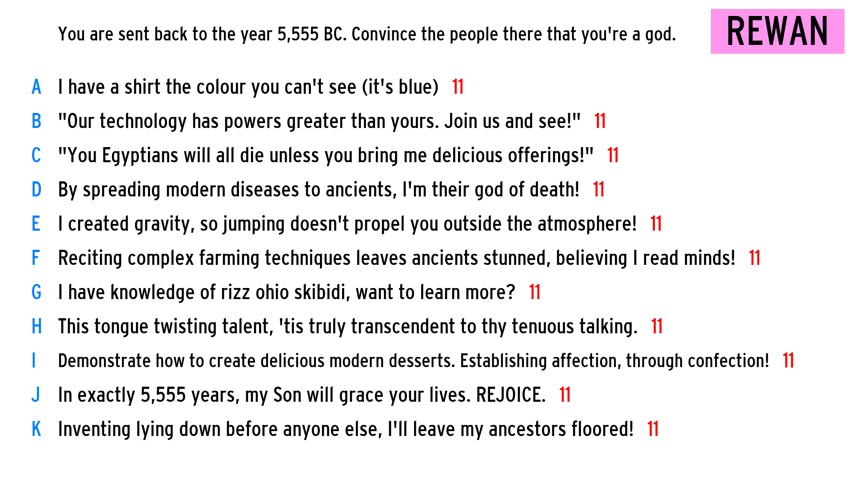 You are sent back to the year 5,555 BC. Convince the people there that you're a god.
REWAN
A I have a shirt the colour you can't see (it's blue) 11
B "Our technology has powers greater than yours. Join us and see!" 11
C "You Egyptians will all die unless you bring me delicious offerings!" 11
D By spreading modern diseases to ancients, I'm their god of death! 11
E I created gravity, so jumping doesn't propel you outside the atmosphere! 11
F Reciting complex farming techniques leaves ancients stunned, believing I read minds! 11
G I have knowledge of rizz ohio skibidi, want to learn more? 11
H This tongue twisting talent, 'tis truly transcendent to thy tenuous talking. 11
I Demonstrate how to create delicious modern desserts. Establishing affection, through confection! 11
J In exactly 5,555 years, my Son will grace your lives. REJOICE. 11
K Inventing lying down before anyone else, I'll leave my ancestors floored! 11